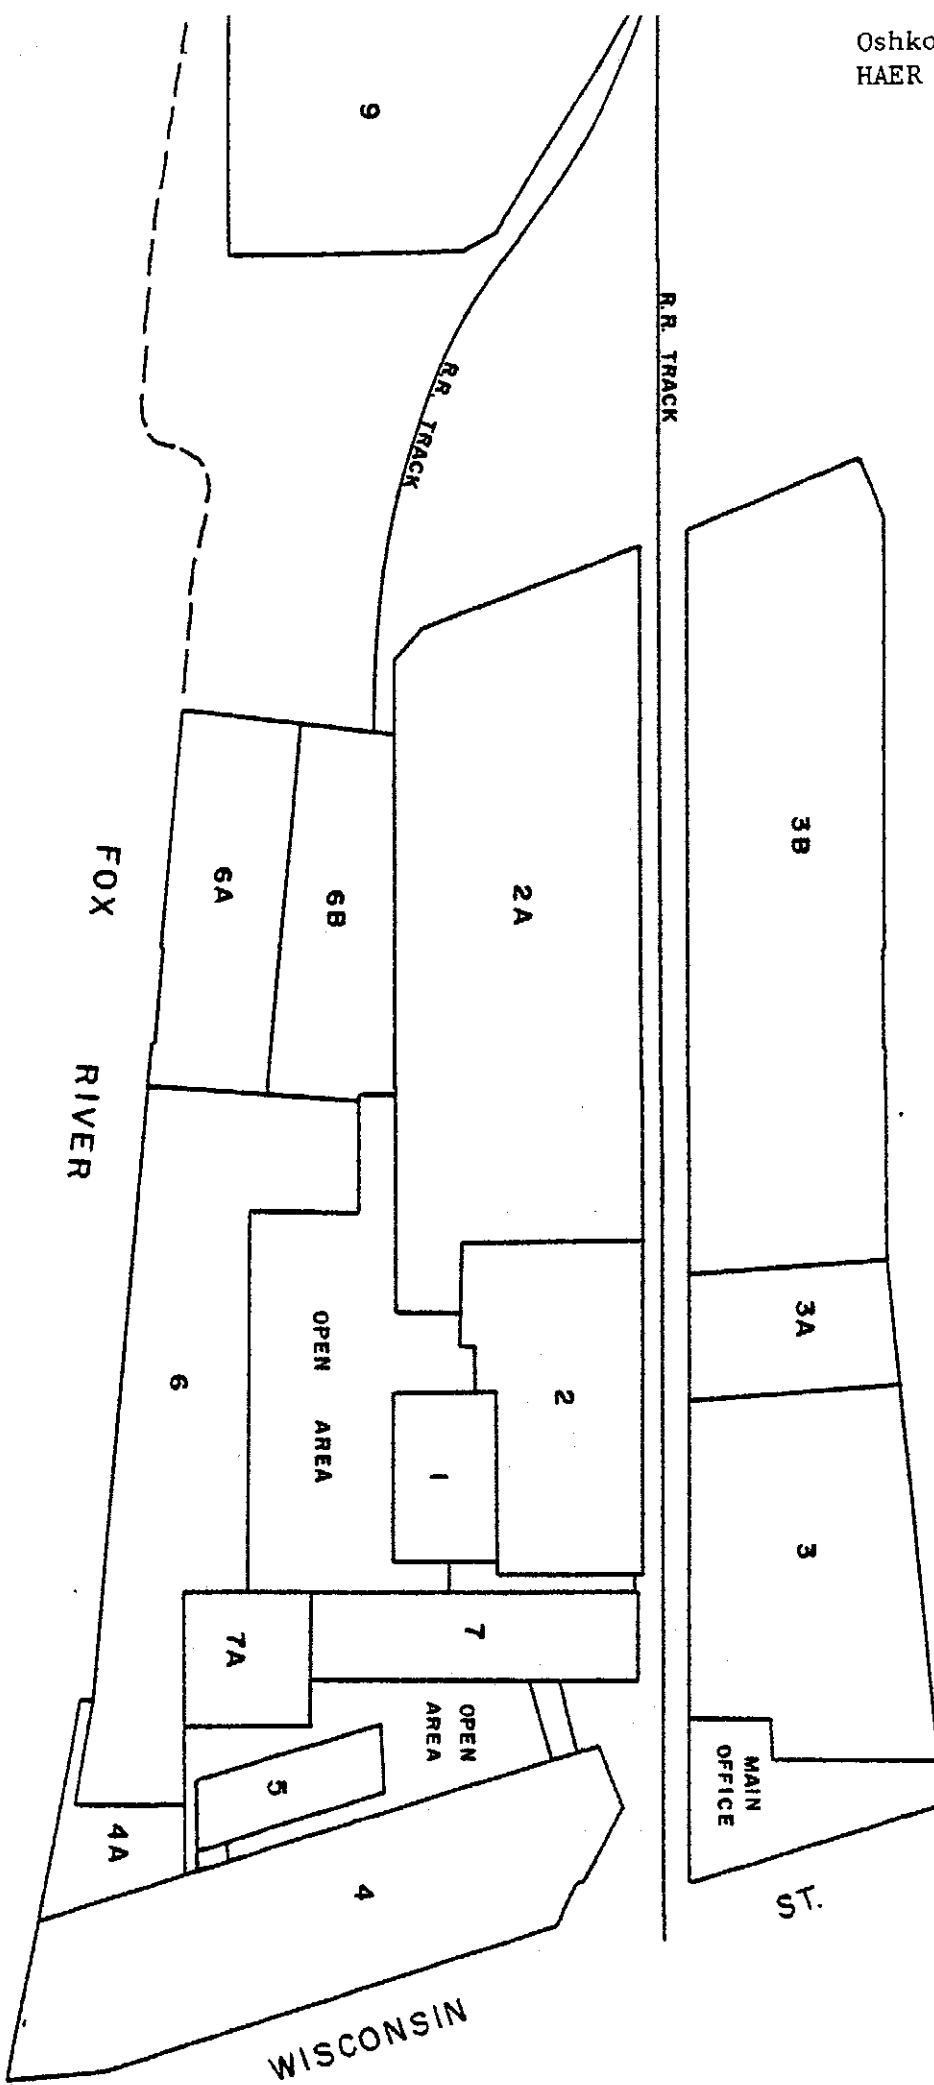 Oshko
HAER
9
R.R. TRACK
R.R. TRACK
3B
2A
6B
6A
FOX RIVER
3A
OPEN AREA
2
6
1
3
7
7A
OPEN
AREA
MAIN
OFFICE
5
4A
4
WISCONSIN ST.